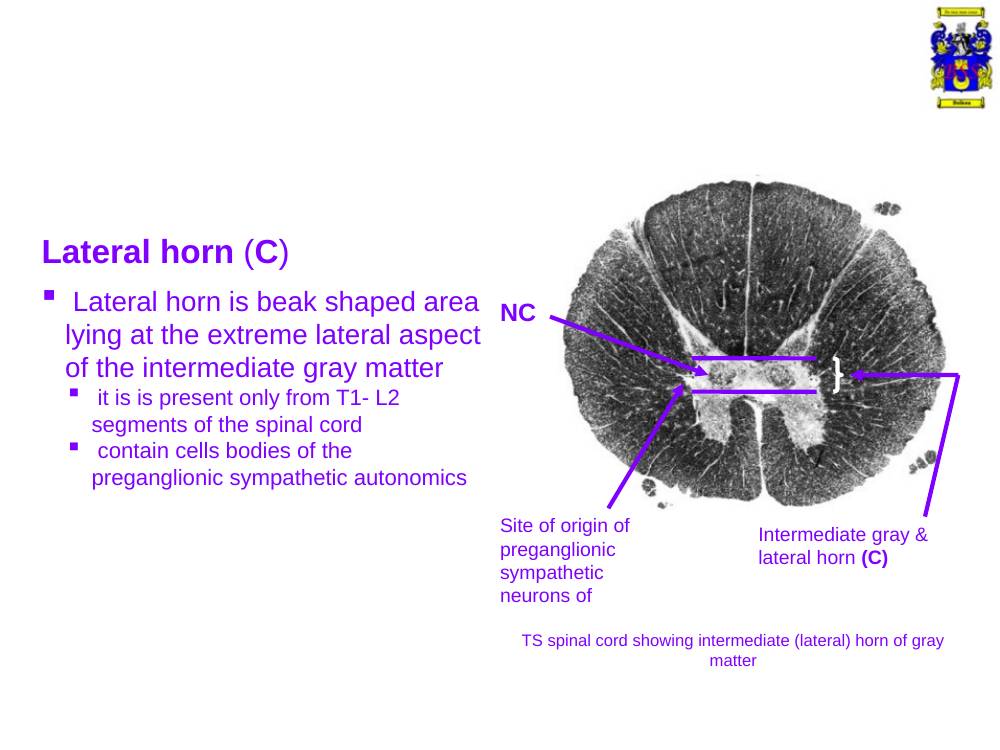 Lateral horn (C)
Lateral horn is beak shaped area
lying at the extreme lateral aspect
of the intermediate gray matter
it is is present only from T1- L2
segments of the spinal cord
contain cells bodies of the
preganglionic sympathetic autonomics
NC
}
Site of origin of
preganglionic
sympathetic
neurons of
Intermediate gray &
lateral horn (C)
TS spinal cord showing intermediate (lateral) horn of gray
matter